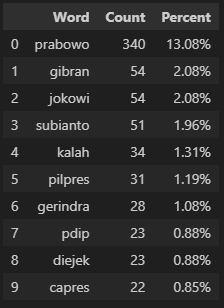 Word Count Percent
0 prabowo 340 13.08%
1 gibran 54 2.08%
2 jokowi 54 2.08%
3 subianto 51 1.96%
4 kalah 34 1.31%
5 pilpres 31 1.19%
6 gerindra 28 1.08%
7 pdip 23 0.88%
8 diejek 23 0.88%
9 capres 22 0.85%